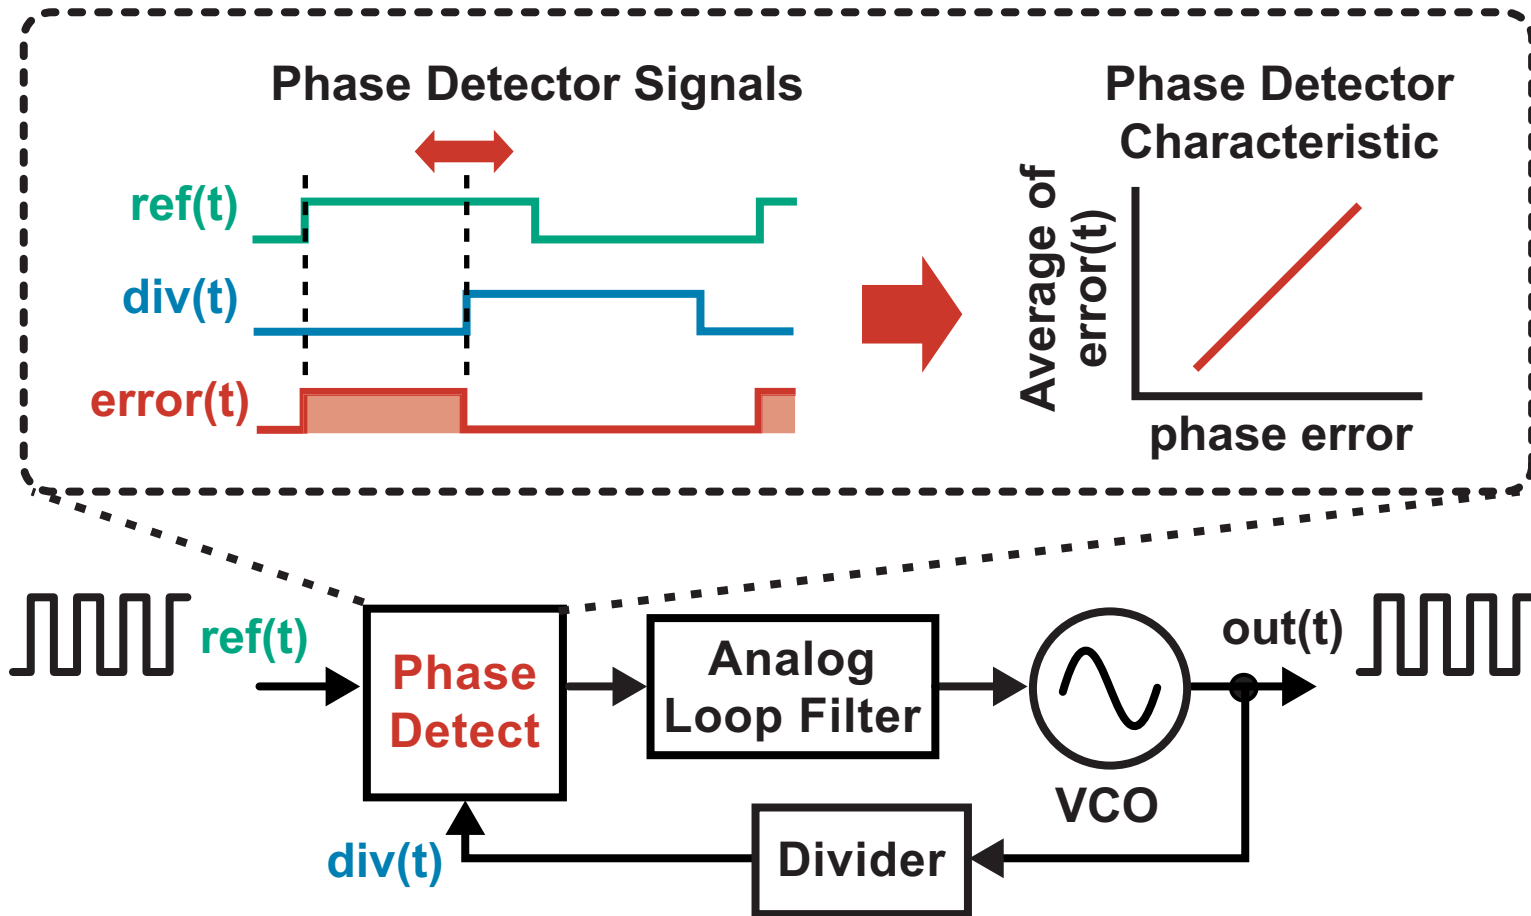 Phase Detector Signals
Phase Detector
Characteristic
ref(t)
div(t)
error(t)
Average of
error(t)
phase error
ref(t)
Phase
Detect
Analog
Loop Filter
VCO
out(t)
div(t)
Divider